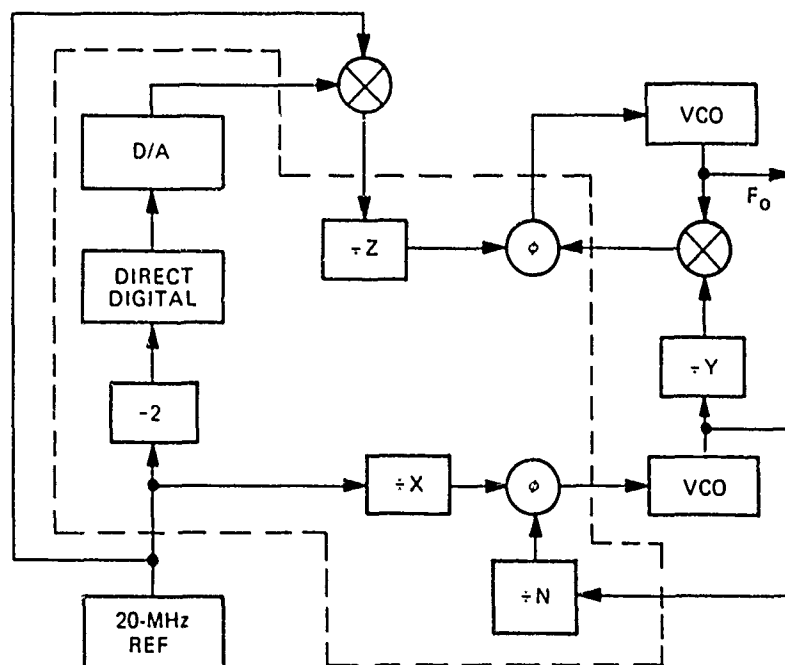 VCO
D/A
F₀
÷Z
φ
DIRECT
DIGITAL
÷Y
-2
÷X
φ
VCO
÷N
20-MHz
REF